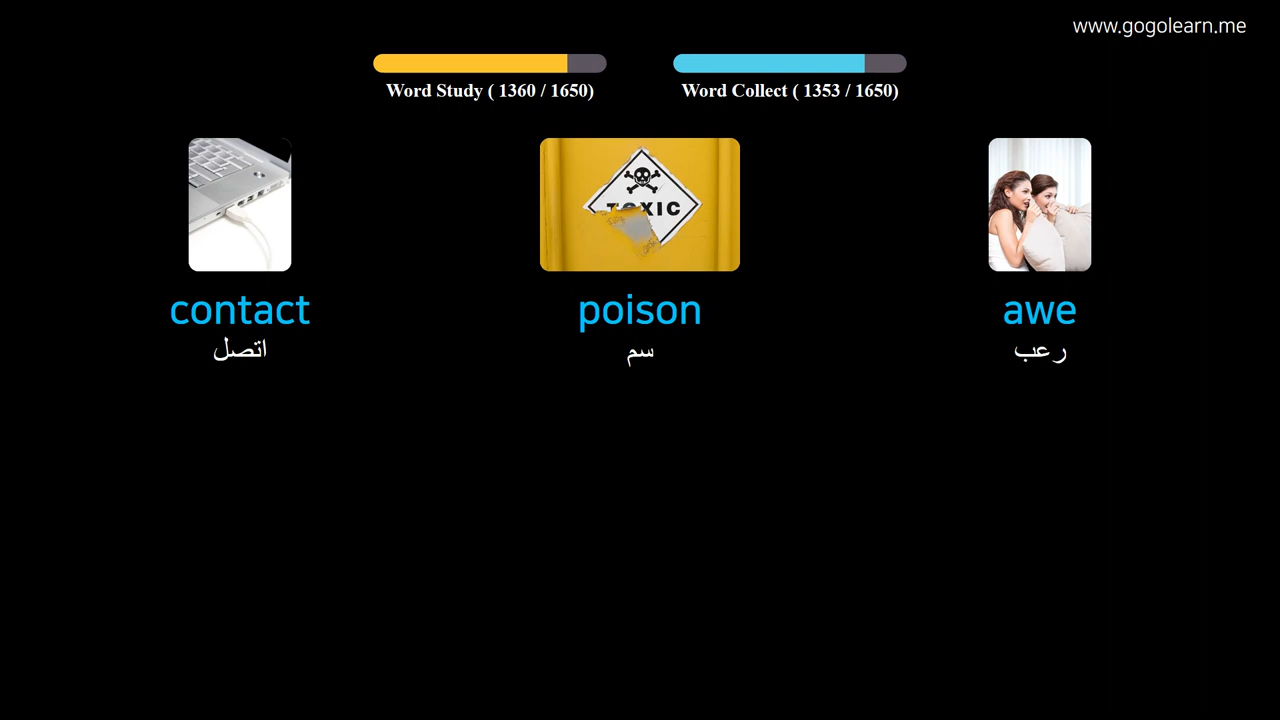 www.gogolearn.me
Word Study ( 1360 / 1650)
Word Collect ( 1353 / 1650)
TOXIC
contact
poison
awe
اتصل
سم
رعب